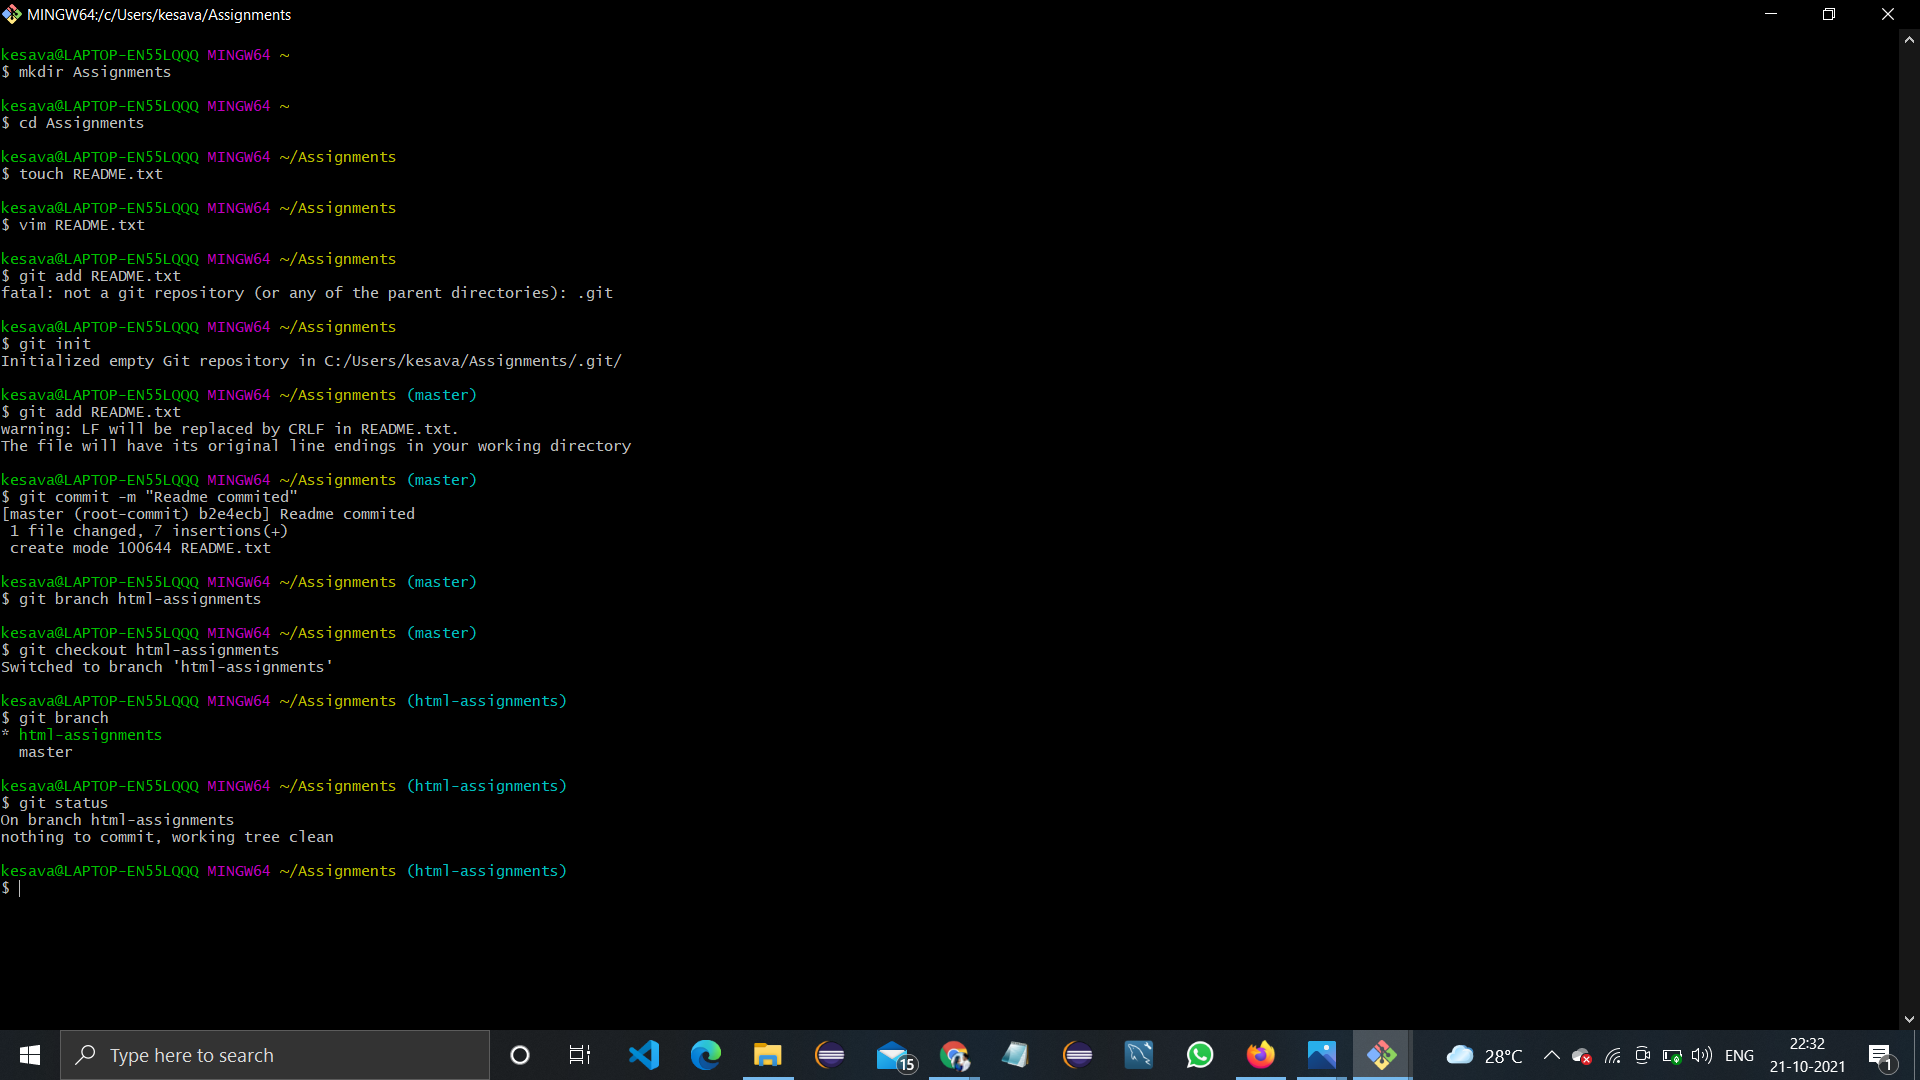 MINGW64:/c/Users/kesava/Assignments
kesava@LAPTOP-EN55LQQQ MINGW64 ~
$ mkdir Assignments
kesava@LAPTOP-EN55LQQQ MINGW64 ~
$ cd Assignments
kesava@LAPTOP-EN55LQQQ MINGW64 ~/Assignments
$ touch README.txt
kesava@LAPTOP-EN55LQQQ MINGW64 ~/Assignments
$ vim README.txt
kesava@LAPTOP-EN55LQQQ MINGW64 ~/Assignments
$ git add README.txt
fatal: not a git repository (or any of the parent directories): .git
kesava@LAPTOP-EN55LQQQ MINGW64 ~/Assignments
$ git init
Initialized empty Git repository in C:/Users/kesava/Assignments/.git/
kesava@LAPTOP-EN55LQQQ MINGW64 ~/Assignments (master)
$ git add README.txt
warning: LF will be replaced by CRLF in README.txt.
The file will have its original line endings in your working directory
kesava@LAPTOP-EN55LQQQ MINGW64 ~/Assignments (master)
$ git commit -m "Readme commited"
[master (root-commit) b2e4ecb] Readme commited
 1 file changed, 7 insertions(+)
 create mode 100644 README.txt
kesava@LAPTOP-EN55LQQQ MINGW64 ~/Assignments (master)
$ git branch html-assignments
kesava@LAPTOP-EN55LQQQ MINGW64 ~/Assignments (master)
$ git checkout html-assignments
Switched to branch 'html-assignments'
kesava@LAPTOP-EN55LQQQ MINGW64 ~/Assignments (html-assignments)
$ git branch
* html-assignments
  master
kesava@LAPTOP-EN55LQQQ MINGW64 ~/Assignments (html-assignments)
$ git status
On branch html-assignments
nothing to commit, working tree clean
kesava@LAPTOP-EN55LQQQ MINGW64 ~/Assignments (html-assignments)
$
Type here to search
15
28°C
ENG
22:32
21-10-2021
1